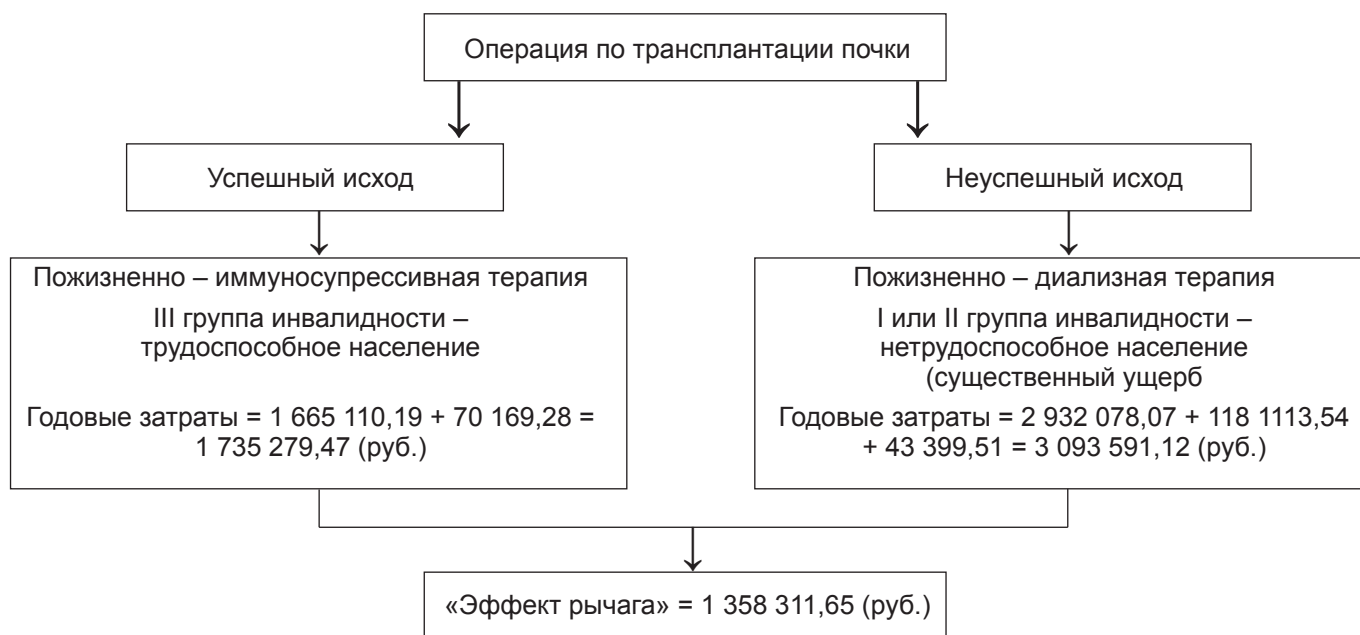 Операция по трансплантации почки
Успешный исход
Неуспешный исход
Пожизненно – иммуносупрессивная терапия
III группа инвалидности –
трудоспособное население
Годовые затраты = 1 665 110,19 + 70 169,28 =
1 735 279,47 (руб.)
Пожизненно – диализная терапия
I или II группа инвалидности –
нетрудоспособное население
(существенный ущерб
Годовые затраты = 2 932 078,07 + 118 1113,54
+ 43 399,51 = 3 093 591,12 (руб.)
«Эффект рычага» = 1 358 311,65 (руб.)